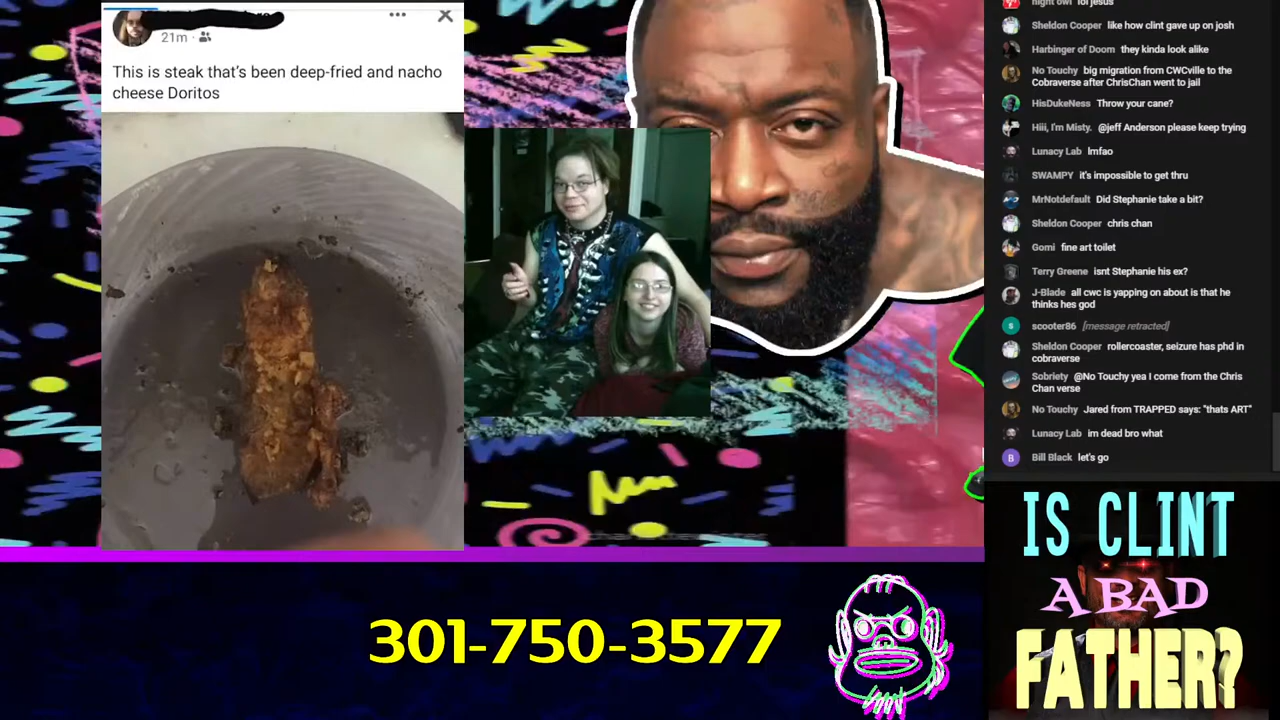 21m
This is steak that's been deep-fried and nacho
cheese Doritos
night owl lol jesus
Sheldon Cooper like how clint gave up on josh
Harbinger of Doom they kinda look alike
No Touchy big migration from CWCville to the
Cobraverse after ChrisChan went to jail
HisDukeNess Throw your cane?
Hiii, I'm Misty. @jeff Anderson please keep trying
Lunacy Lab lmfao
SWAMPY it's impossible to get thru
MrNotdefault Did Stephanie take a bit?
Sheldon Cooper chris chan
Gomi fine art toilet
Terry Greene isnt Stephanie his ex?
J-Blade all cwc is yapping on about is that he
thinks hes god
scooter86 [message retracted]
Sheldon Cooper rollercoaster, seizure has phd in
cobraverse
Sobriety @No Touchy yea I come from the Chris
Chan verse
No Touchy Jared from TRAPPED says: "thats ART"
Lunacy Lab im dead bro what
B Bill Black let's go
301-750-3577
IS CLINT
A BAD
FATHER?